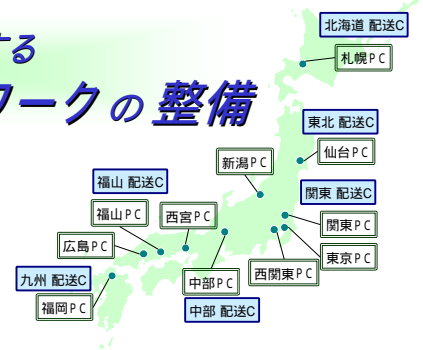 する
ワークの整備
北海道 配送C
札幌PC
東北 配送C
仙台PC
新潟PC
関東 配送C
関東PC
東京PC
西関東PC
福山 配送C
福山PC
西宮PC
広島PC
九州 配送C
福岡PC
中部PC
中部 配送C